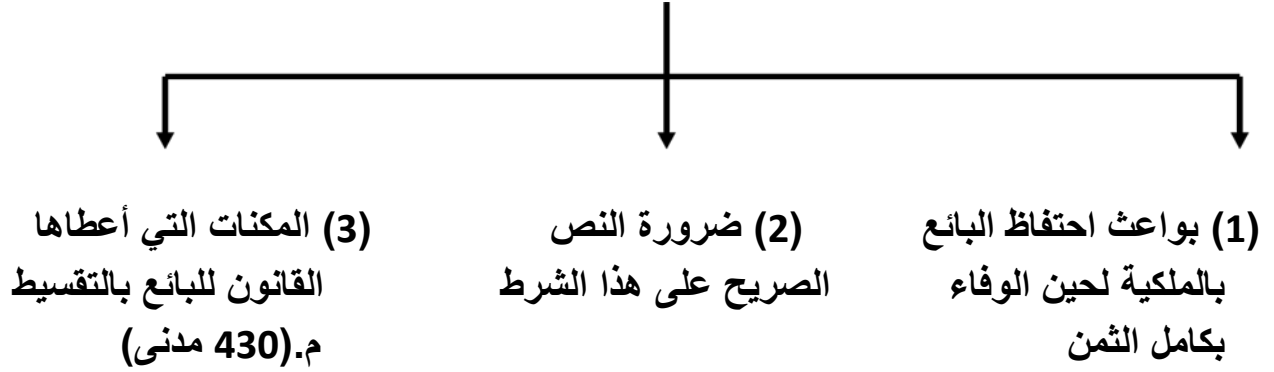 (1) بواعث احتفاظ البائع
بالملكية لحين الوفاء
بكامل الثمن
(2) ضرورة النص
الصريح على هذا الشرط
(3) المكنات التي أعطاها
القانون للبائع بالتقسيط
م.(430 مدنى)